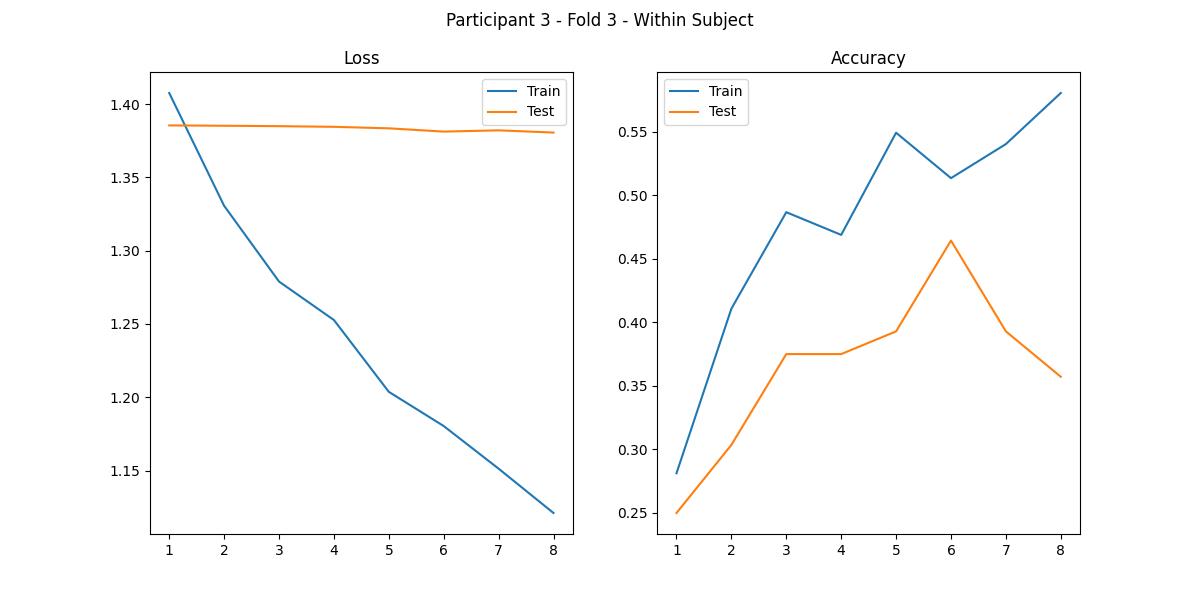 Participant 3 - Fold 3 - Within Subject
Loss
Train
Test
1.40
1.35
1.30
1.25
1.20
1.15
1 2 3 4 5 6 7 8
Accuracy
Train
Test
0.55
0.50
0.45
0.40
0.35
0.30
0.25
1 2 3 4 5 6 7 8